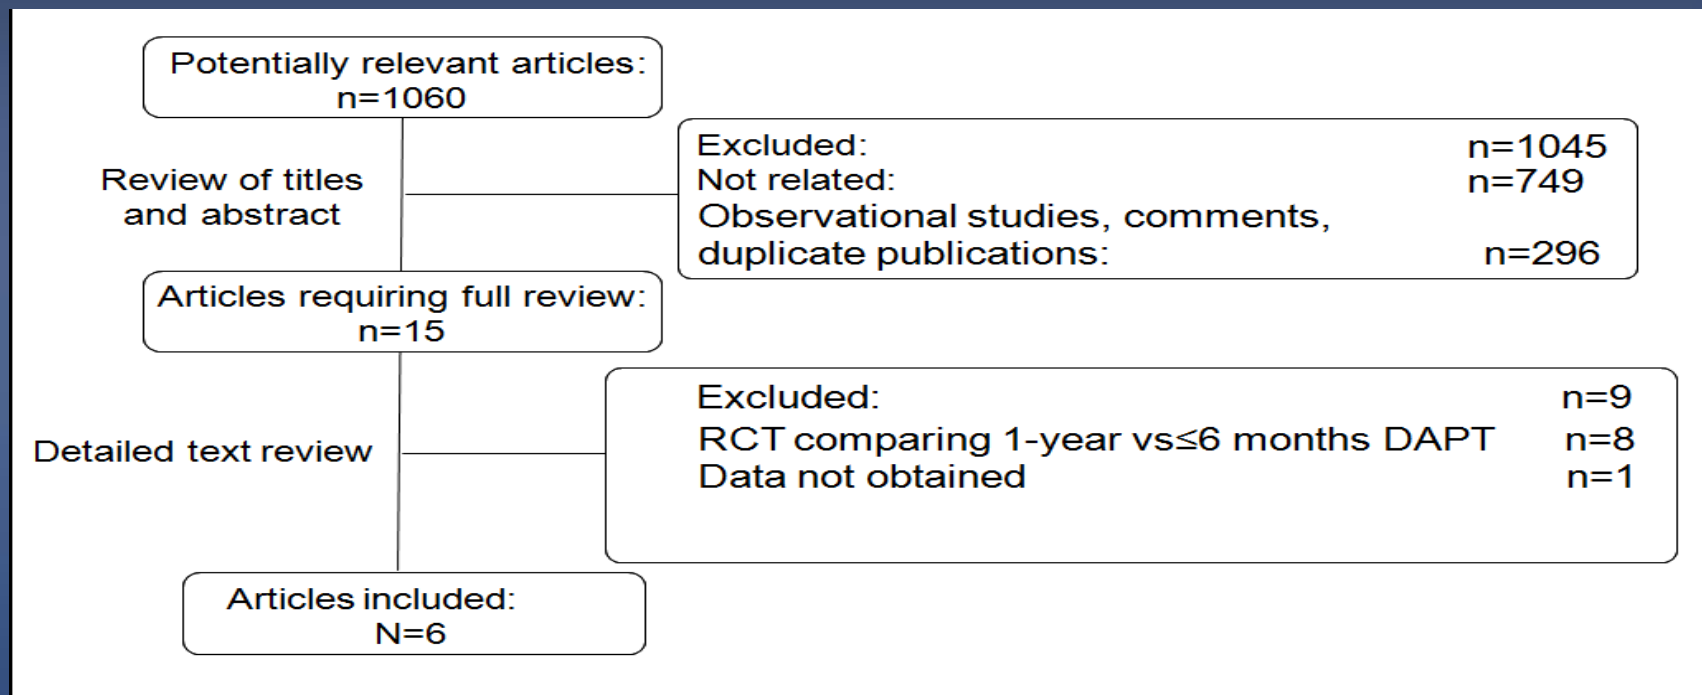 Potentially relevant articles:
n=1060
Review of titles
and abstract
Excluded: n=1045
Not related: n=749
Observational studies, comments,
duplicate publications: n=296
Articles requiring full review:
n=15
Detailed text review
Excluded: n=9
RCT comparing 1-year vs≤6 months DAPT n=8
Data not obtained n=1
Articles included:
N=6